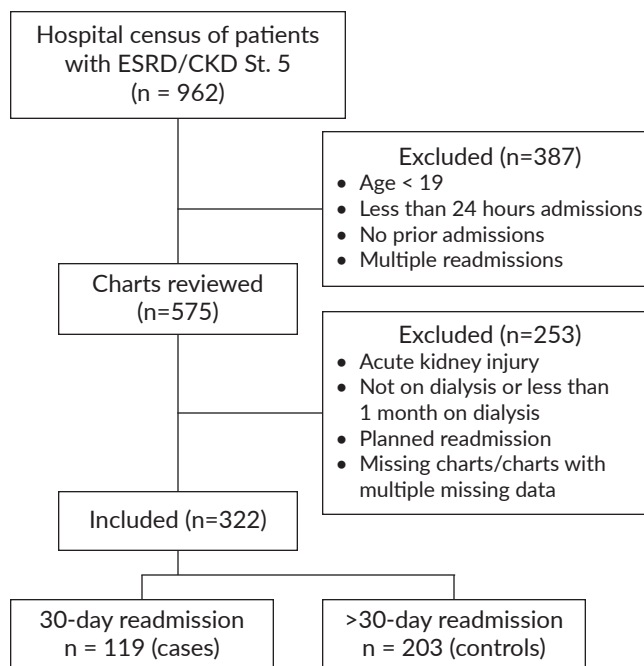 Hospital census of patients
with ESRD/CKD St. 5
(n = 962)
Excluded (n=387)
• Age < 19
• Less than 24 hours admissions
• No prior admissions
• Multiple readmissions
Charts reviewed
(n=575)
Excluded (n=253)
• Acute kidney injury
• Not on dialysis or less than
1 month on dialysis
• Planned readmission
• Missing charts/charts with
multiple missing data
Included (n=322)
30-day readmission
n = 119 (cases)
>30-day readmission
n = 203 (controls)